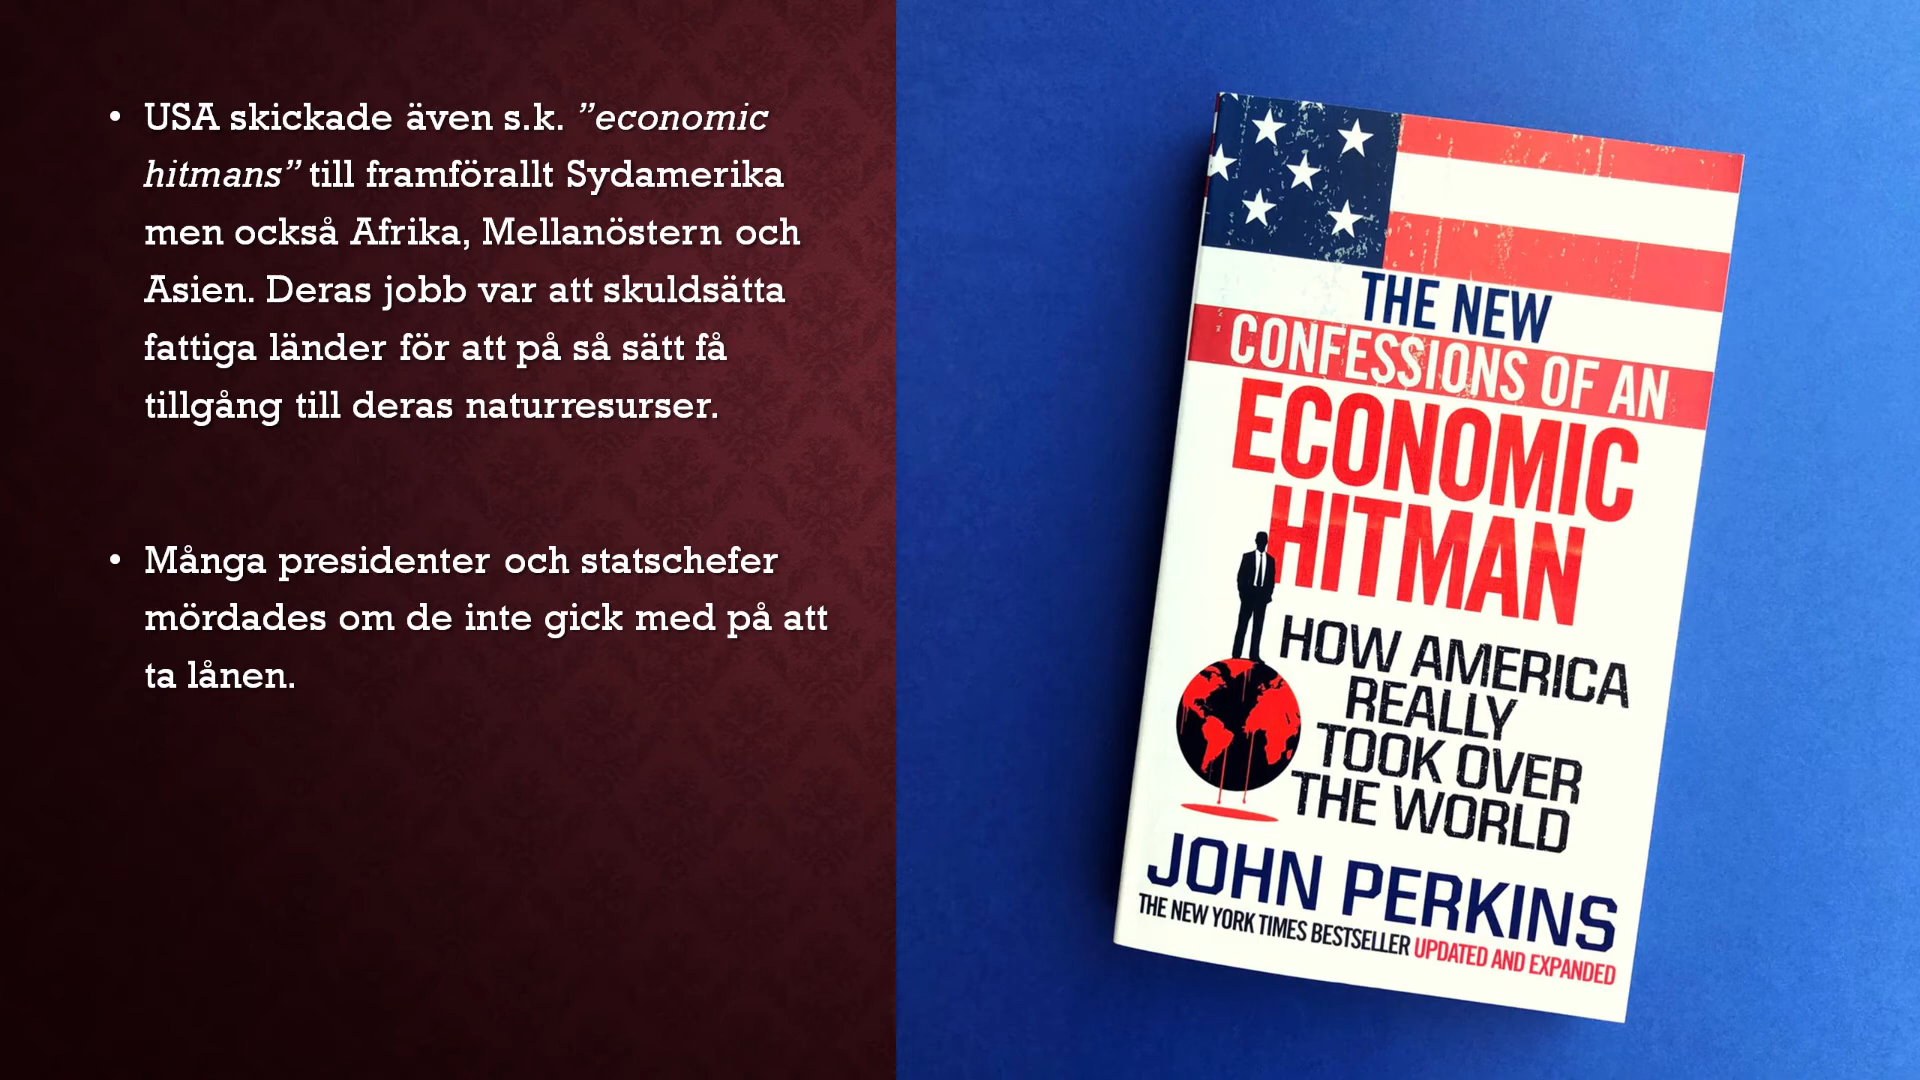 • USA skickade även s.k. ”economic
hitmans” till framförallt Sydamerika
men också Afrika, Mellanöstern och
Asien. Deras jobb var att skuldsätta
fattiga länder för att på så sätt få
tillgång till deras naturresurser.
• Många presidenter och statschefer
mördades om de inte gick med på att
ta lånen.
THE NEW
CONFESSIONS OF AN
ECONOMIC
HITMAN
HOW AMERICA
REALLY
TOOK OVER
THE WORLD
JOHN PERKINS
THE NEW YORK TIMES BESTSELLER UPDATED AND EXPANDED